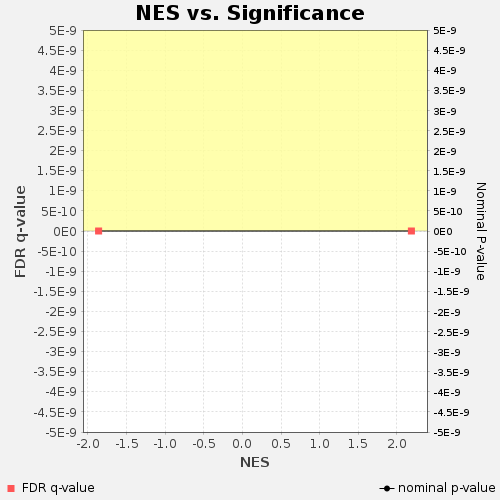 NES vs. Significance
5E-9
4.5E-9
4E-9
3.5E-9
3E-9
2.5E-9
2E-9
1.5E-9
1E-9
5E-10
0E0
-5E-10
-1E-9
-1.5E-9
-2E-9
-2.5E-9
-3E-9
-3.5E-9
-4E-9
-4.5E-9
-5E-9
FDR q-value
5E-9
4.5E-9
4E-9
3.5E-9
3E-9
2.5E-9
2E-9
1.5E-9
1E-9
5E-10
0E0
-5E-10
-1E-9
-1.5E-9
-2E-9
-2.5E-9
-3E-9
-3.5E-9
-4E-9
-4.5E-9
-5E-9
Nominal P-value
-2.0 -1.5 -1.0 -0.5 0.0 0.5 1.0 1.5 2.0
NES
FDR q-value
nominal p-value